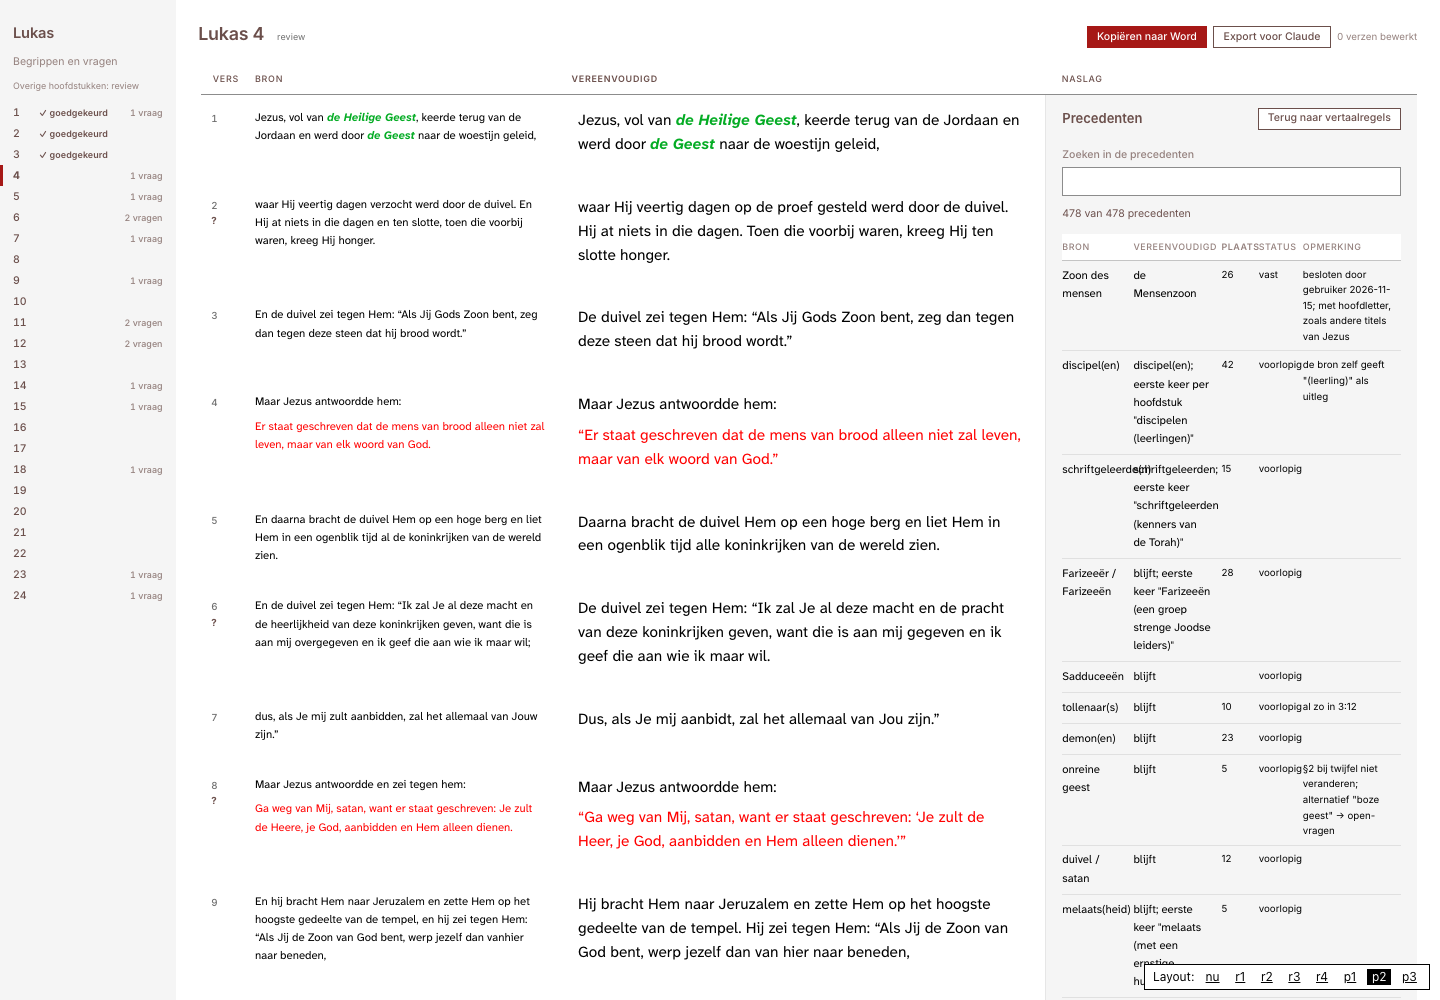 Lukas
Begrippen en vragen
Overige hoofdstukken: review
1 ✓ goedgekeurd 1 vraag
2 ✓ goedgekeurd
3 ✓ goedgekeurd
4 1 vraag
5 1 vraag
6 2 vragen
7 1 vraag
8
9 1 vraag
10
11 2 vragen
12 2 vragen
13
14 1 vraag
15 1 vraag
16
17
18 1 vraag
19
20
21
22
23 1 vraag
24 1 vraag
Lukas 4 review
Kopiëren naar Word Export voor Claude 0 verzen bewerkt
VERS BRON VEREENVOUDIGD NASLAG
1
Jezus, vol van de Heilige Geest, keerde terug van de
Jordaan en werd door de Geest naar de woestijn geleid,
Jezus, vol van de Heilige Geest, keerde terug van de Jordaan en
werd door de Geest naar de woestijn geleid,
2
?
waar Hij veertig dagen verzocht werd door de duivel. En
Hij at niets in die dagen en ten slotte, toen die voorbij
waren, kreeg Hij honger.
waar Hij veertig dagen op de proef gesteld werd door de duivel.
Hij at niets in die dagen. Toen die voorbij waren, kreeg Hij ten
slotte honger.
3
En de duivel zei tegen Hem: “Als Jij Gods Zoon bent, zeg
dan tegen deze steen dat hij brood wordt.”
De duivel zei tegen Hem: “Als Jij Gods Zoon bent, zeg dan tegen
deze steen dat hij brood wordt.”
4
Maar Jezus antwoordde hem:
Er staat geschreven dat de mens van brood alleen niet zal
leven, maar van elk woord van God.
Maar Jezus antwoordde hem:
“Er staat geschreven dat de mens van brood alleen niet zal leven,
maar van elk woord van God.”
5
En daarna bracht de duivel Hem op een hoge berg en liet
Hem in een ogenblik tijd al de koninkrijken van de wereld
zien.
Daarna bracht de duivel Hem op een hoge berg en liet Hem in
een ogenblik tijd alle koninkrijken van de wereld zien.
6
?
En de duivel zei tegen Hem: “Ik zal Je al deze macht en
de heerlijkheid van deze koninkrijken geven, want die is
aan mij overgegeven en ik geef die aan wie ik maar wil;
De duivel zei tegen Hem: “Ik zal Je al deze macht en de pracht
van deze koninkrijken geven, want die is aan mij gegeven en ik
geef die aan wie ik maar wil.
7
dus, als Je mij zult aanbidden, zal het allemaal van Jouw
zijn.”
Dus, als Je mij aanbidt, zal het allemaal van Jou zijn.”
8
?
Maar Jezus antwoordde en zei tegen hem:
Ga weg van Mij, satan, want er staat geschreven: Je zult
de Heere, je God, aanbidden en Hem alleen dienen.
Maar Jezus antwoordde hem:
“Ga weg van Mij, satan, want er staat geschreven: ‘Je zult de
Heer, je God, aanbidden en Hem alleen dienen.’”
9
En hij bracht Hem naar Jeruzalem en zette Hem op het
hoogste gedeelte van de tempel, en hij zei tegen Hem:
“Als Jij de Zoon van God bent, werp jezelf dan vanhier
naar beneden,
Hij bracht Hem naar Jeruzalem en zette Hem op het hoogste
gedeelte van de tempel. Hij zei tegen Hem: “Als Jij de Zoon van
God bent, werp jezelf dan van hier naar beneden,
Precedenten Terug naar vertaalregels
Zoeken in de precedenten
478 van 478 precedenten
BRON VEREENVOUDIGD PLAATS STATUS OPMERKING
Zoon des
mensen
de
Mensenzoon
26
vast
besloten door
gebruiker 2026-11-
15; met hoofdletter,
zoals andere titels
van Jezus
discipel(en)
discipel(en);
eerste keer per
hoofdstuk
"discipelen
(leerlingen)"
42
voorlopig
de bron zelf geeft
"(leerling)" als
uitleg
schriftgeleerde(n)
schriftgeleerden;
eerste keer
"schriftgeleerden
(kenners van
de Torah)"
15
voorlopig
Farizeeër /
Farizeeën
blijft; eerste
keer "Farizeeën
(een groep
strenge Joodse
leiders)"
28
voorlopig
Sadduceeën blijft voorlopig
tollenaar(s) blijft 10 voorlopig al zo in 3:12
demon(en) blijft 23 voorlopig
onreine
geest
blijft
5
voorlopig
§2 bij twijfel niet
veranderen;
alternatief "boze
geest" → open-
vragen
duivel /
satan
blijft
12
voorlopig
melaats(heid)
blijft; eerste
keer "melaats
(met een
5
voorlopig
Layout: nu r1 r2 r3 r4 p1 p2 p3